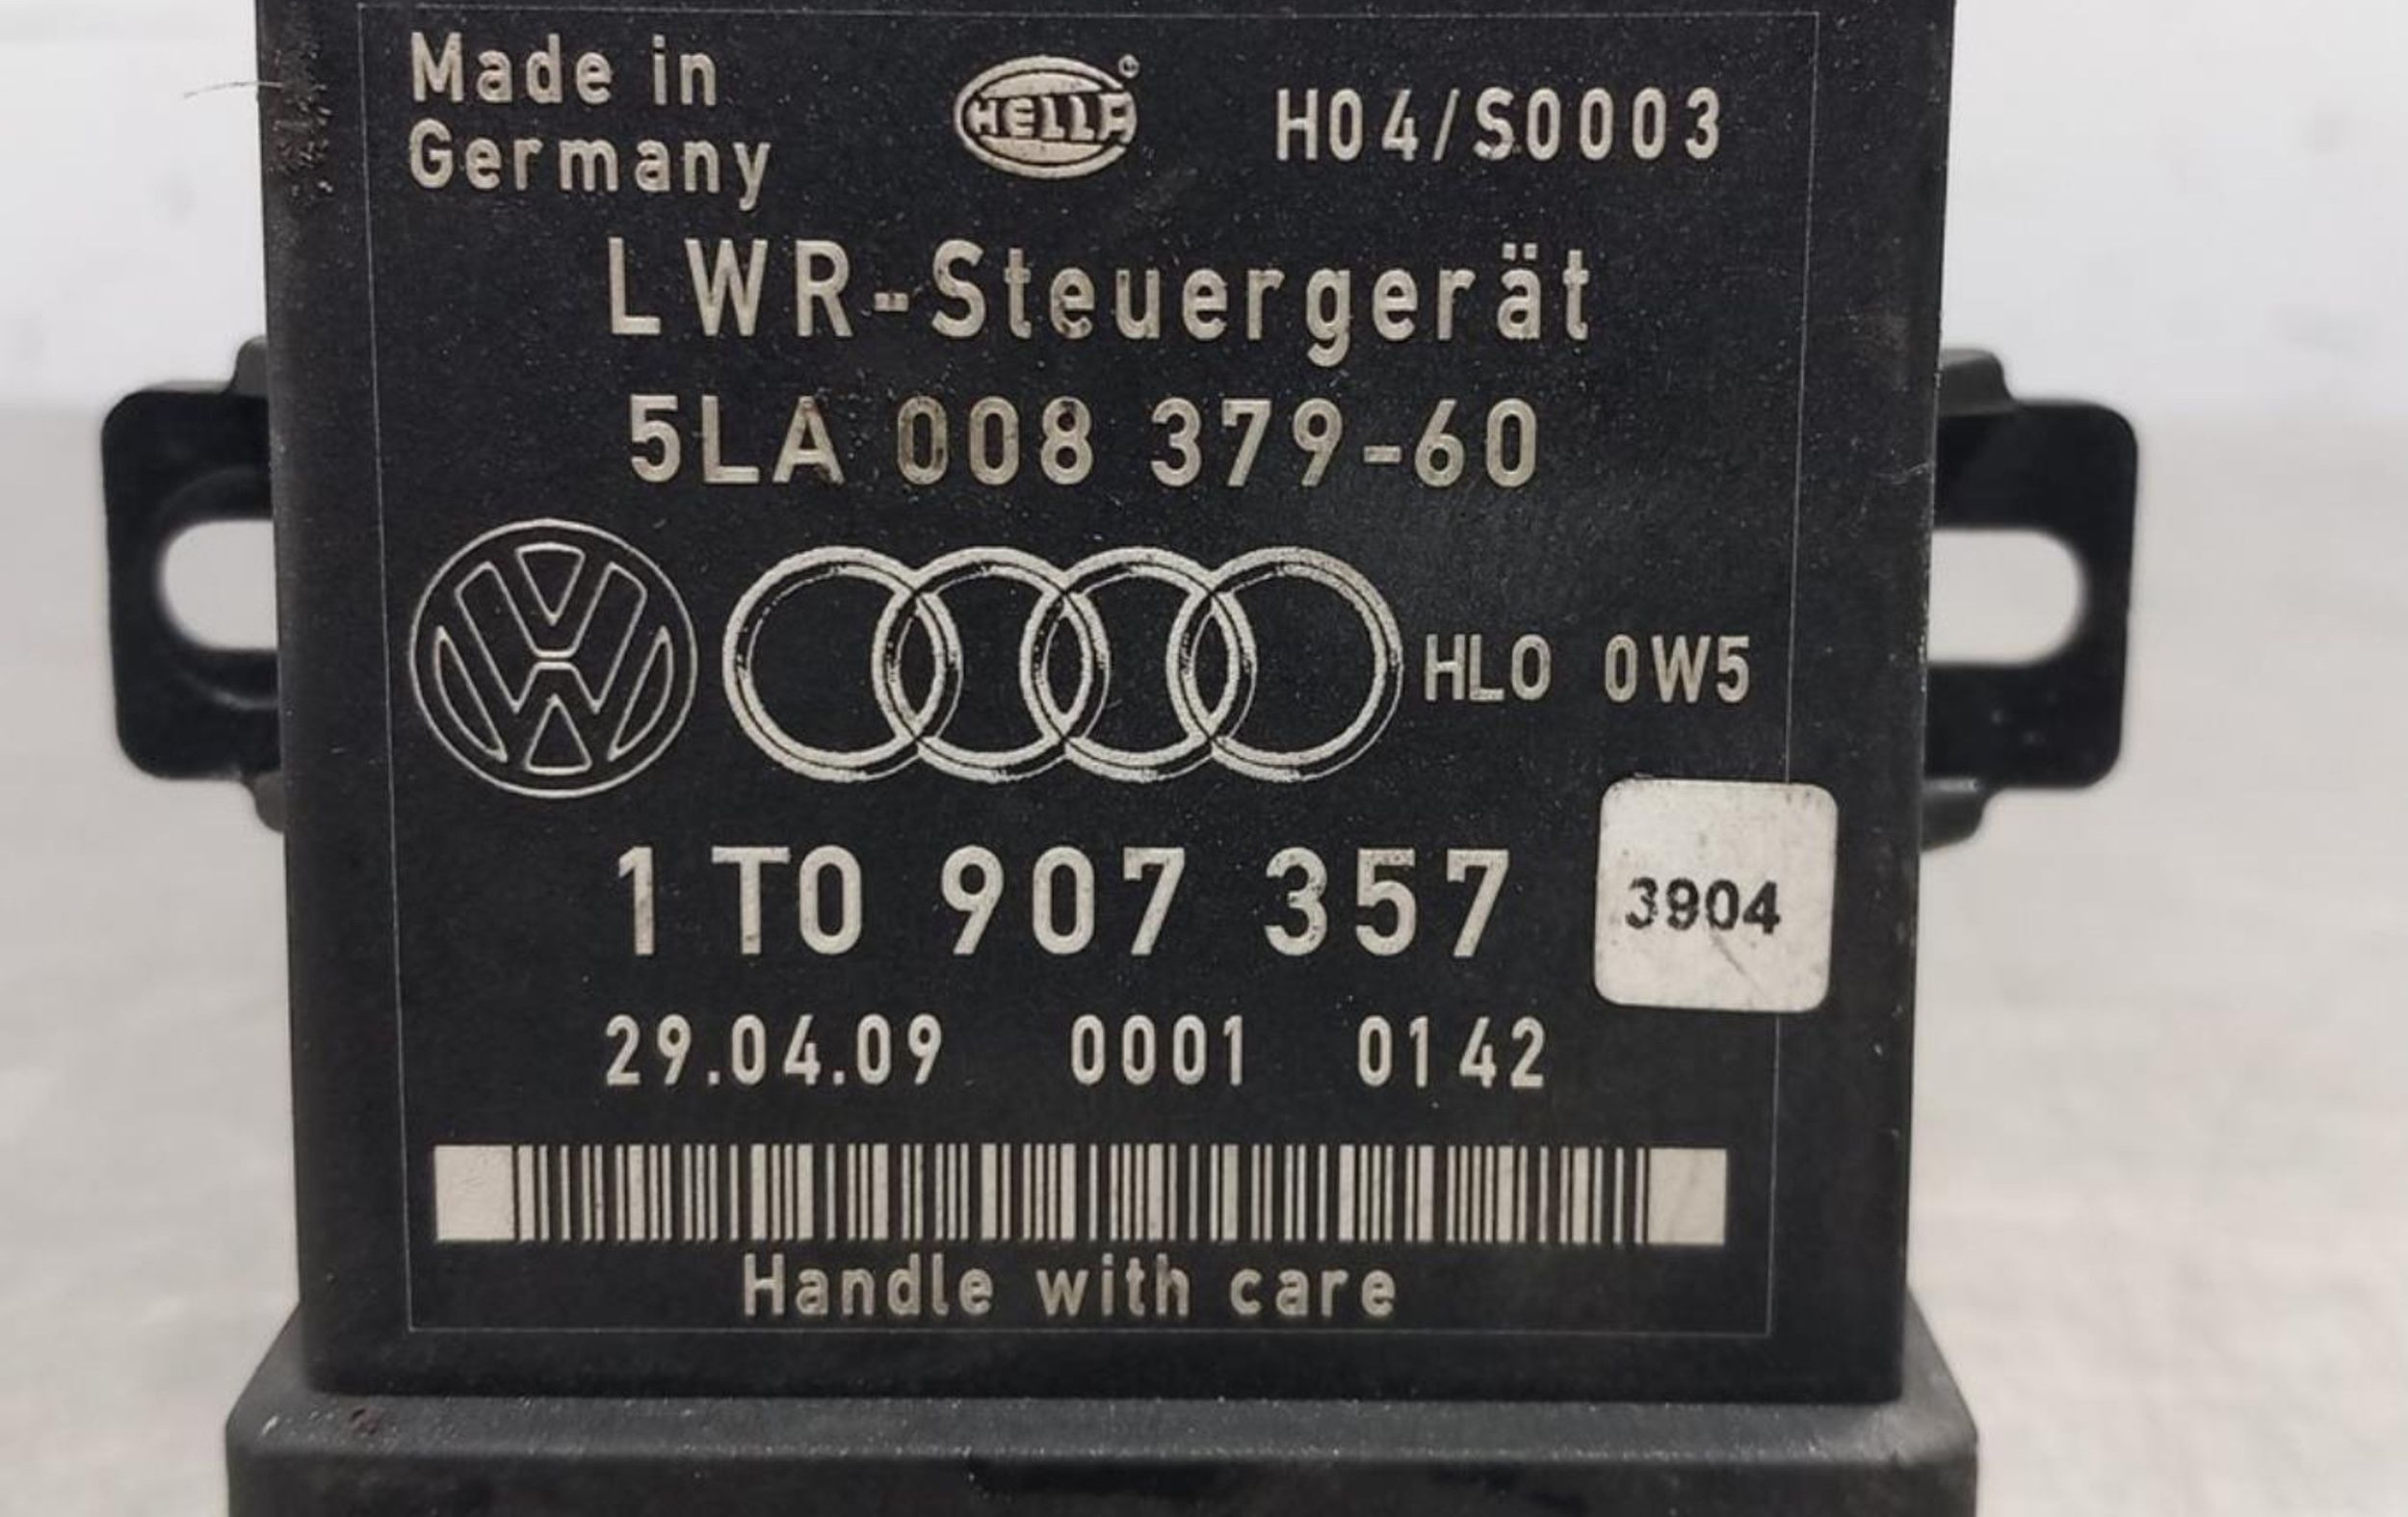 Made in
Germany
HELLA
H04/S0003
LWR-Steuergerät
5LA 008 379-60
HLO 0W5
1T0 907 357
3904
29.04.09 0001 0142
Handle with care